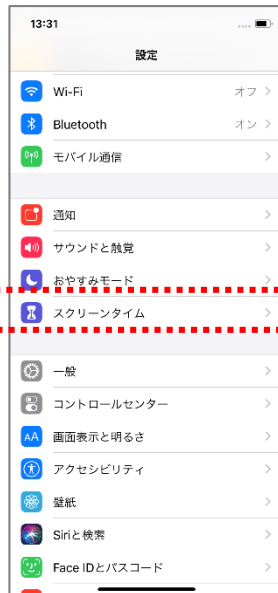 13:31
設定
Wi-Fi オフ
Bluetooth オン
モバイル通信
通知
サウンドと触覚
おやすみモード
スクリーンタイム
一般
コントロールセンター
AA 画面表示と明るさ
アクセシビリティ
壁紙
Siriと検索
Face IDとパスコード